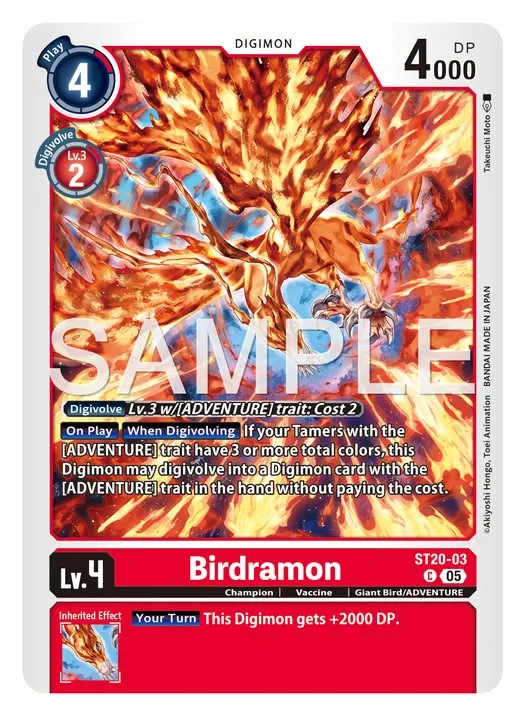 DIGIMON
Play
4
4000
DP
Digivolve
Lv.3
2
Takeuchi Moto
SAMPLE
BANDAI MADE IN JAPAN
©Akiyoshi Hongo, Toei Animation
Digivolve Lv.3 w/[ADVENTURE] trait: Cost 2
On Play When Digivolving If your Tamers with the
[ADVENTURE] trait have 3 or more total colors, this
Digimon may digivolve into a Digimon card with the
[ADVENTURE] trait in the hand without paying the cost.
Lv.4
Birdramon
ST20-03
C 05
Champion | Vaccine | Giant Bird/ADVENTURE
Inherited Effect
Your Turn This Digimon gets +2000 DP.